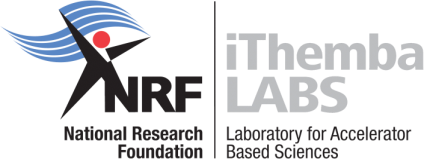 NRF
National Research
Foundation
iThemba
LABS
Laboratory for Accelerator
Based Sciences